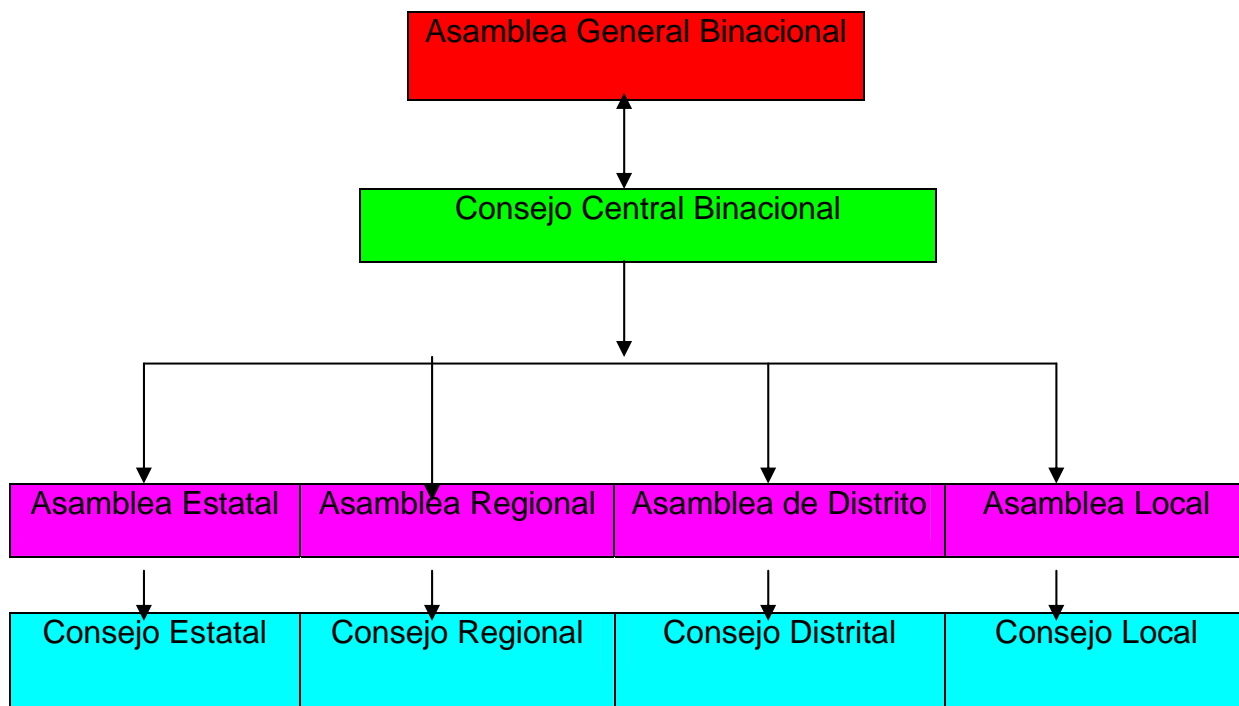 Asamblea General Binacional
Consejo Central Binacional
Asamblea Estatal
Asamblea Regional
Asamblea de Distrito
Asamblea Local
Consejo Estatal
Consejo Regional
Consejo Distrital
Consejo Local